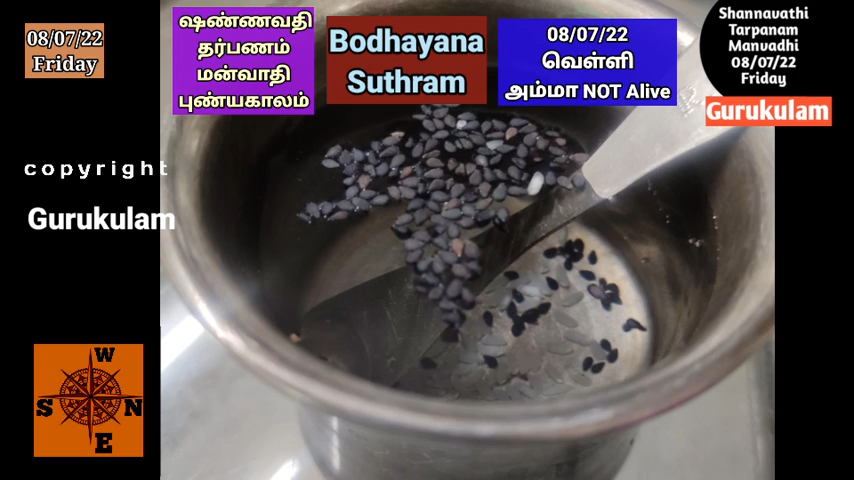 08/07/22
Friday
ஷண்ணவதி
தர்பணம்
மன்வாதி
புண்யகாலம்
Bodhayana
Suthram
08/07/22
வெள்ளி
அம்மா NOT Alive
Shannavathi
Tarpanam
Manvadhi
08/07/22
Friday
Gurukulam
copyright
Gurukulam
W
S N
E